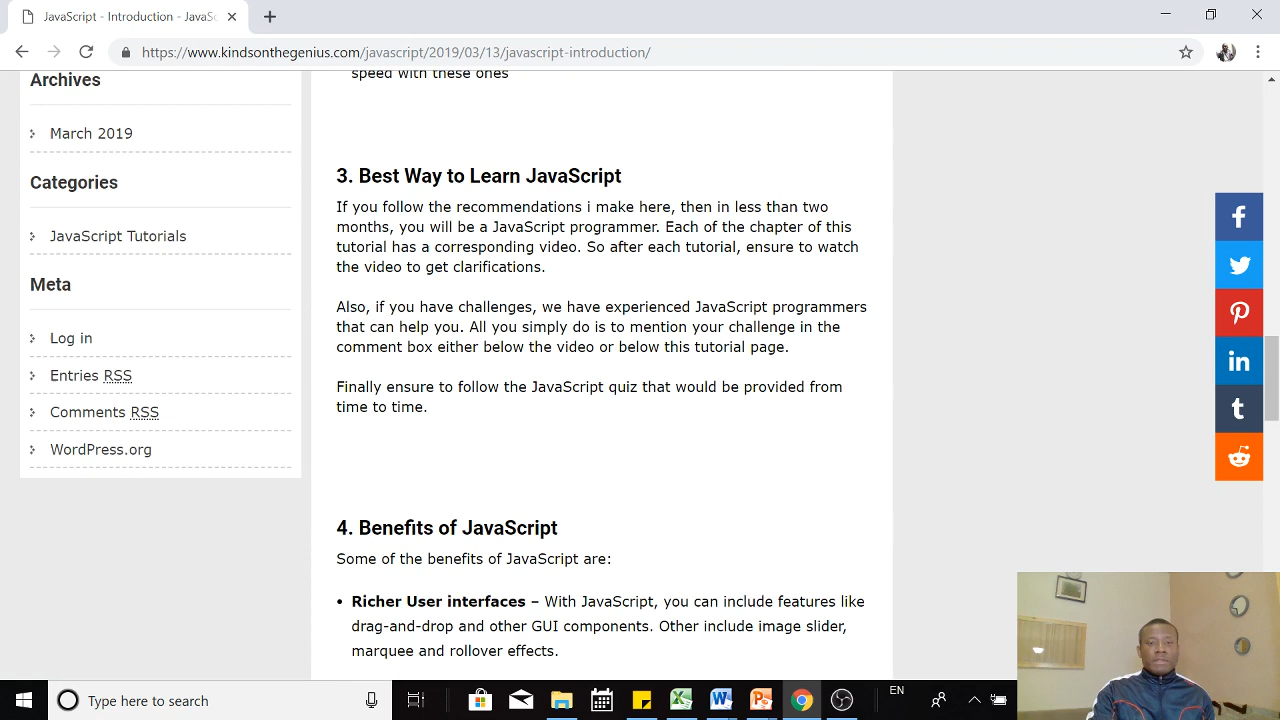 JavaScript - Introduction - JavaSc
https://www.kindsonthegenius.com/javascript/2019/03/13/javascript-introduction/
Archives
March 2019
Categories
JavaScript Tutorials
Meta
Log in
Entries RSS
Comments RSS
WordPress.org
speed with these ones
3. Best Way to Learn JavaScript
If you follow the recommendations i make here, then in less than two
months, you will be a JavaScript programmer. Each of the chapter of this
tutorial has a corresponding video. So after each tutorial, ensure to watch
the video to get clarifications.
Also, if you have challenges, we have experienced JavaScript programmers
that can help you. All you simply do is to mention your challenge in the
comment box either below the video or below this tutorial page.
Finally ensure to follow the JavaScript quiz that would be provided from
time to time.
4. Benefits of JavaScript
Some of the benefits of JavaScript are:
• Richer User interfaces – With JavaScript, you can include features like
drag-and-drop and other GUI components. Other include image slider,
marquee and rollover effects.
Type here to search
EN